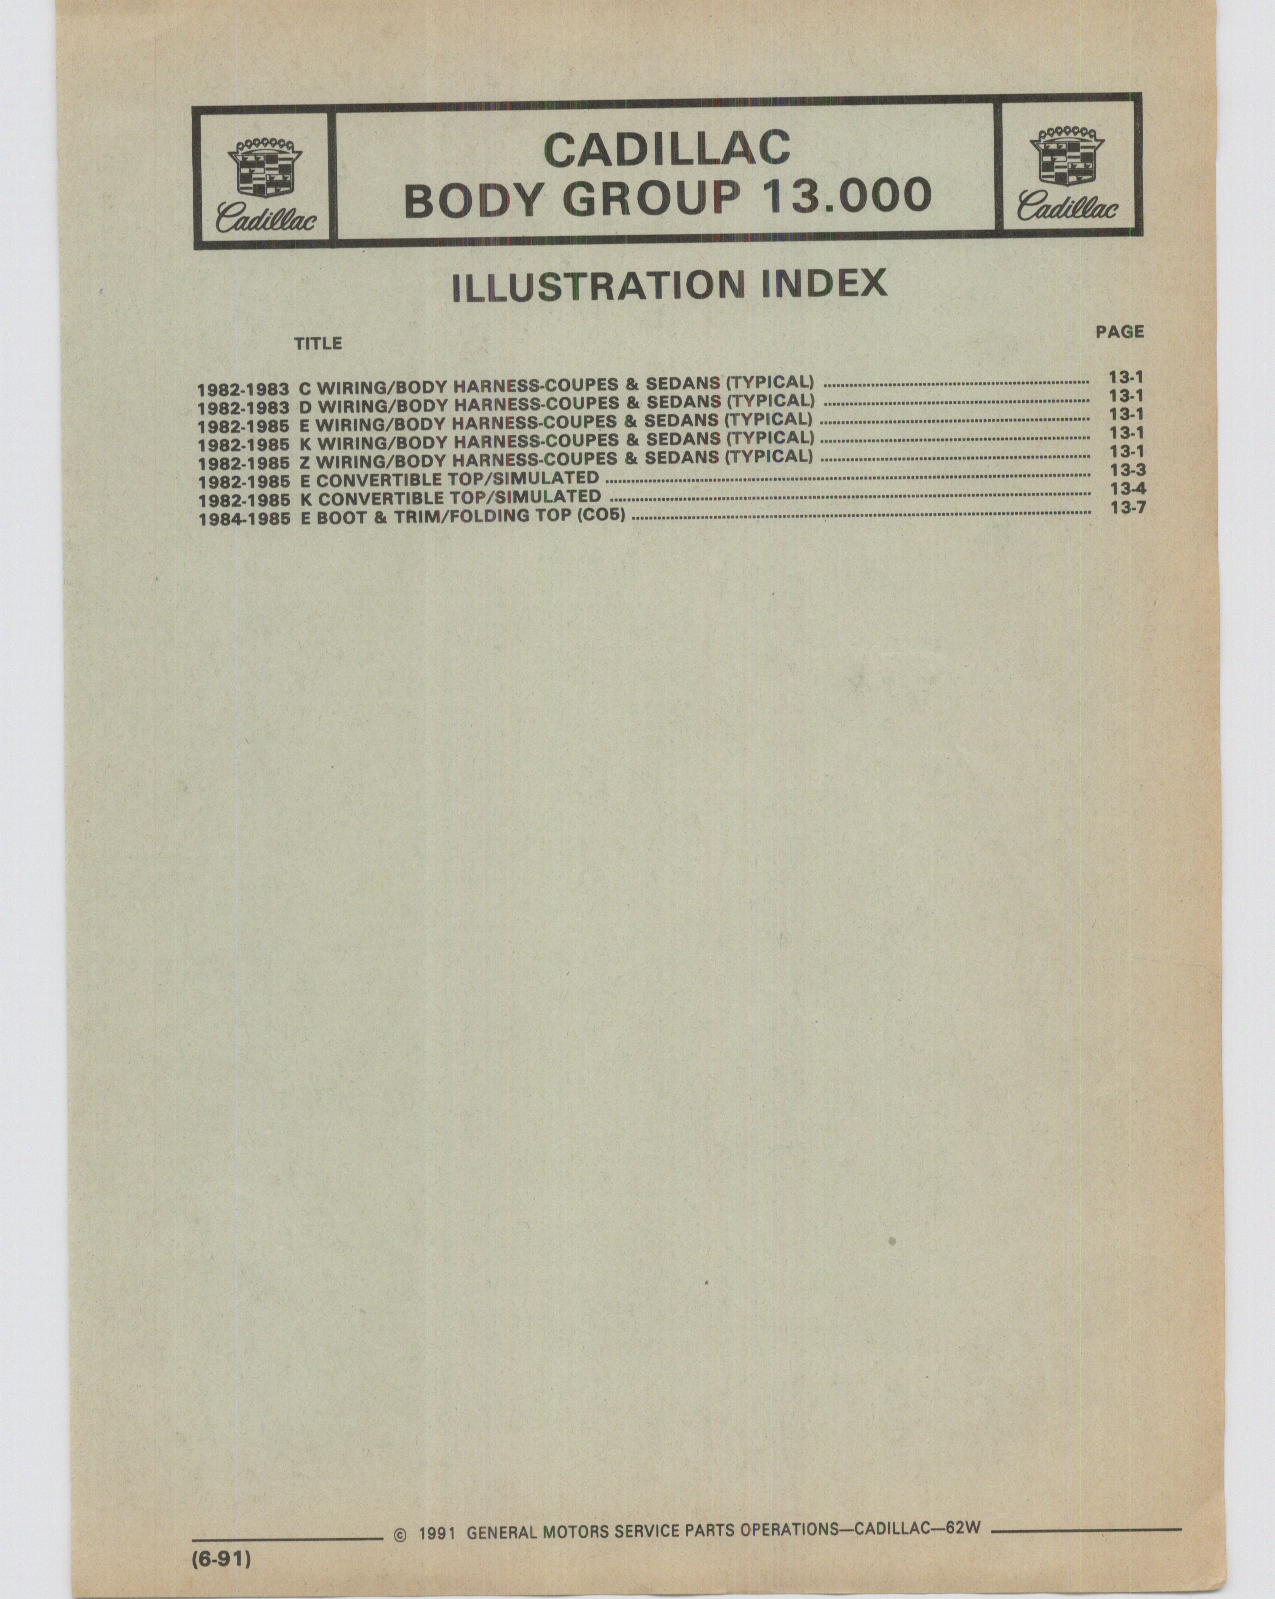 CADILLAC
BODY GROUP 13.000
Cadillac
Cadillac
ILLUSTRATION INDEX
TITLE PAGE
1982-1983 C WIRING/BODY HARNESS-COUPES & SEDANS (TYPICAL) 13-1
1982-1983 D WIRING/BODY HARNESS-COUPES & SEDANS (TYPICAL) 13-1
1982-1985 E WIRING/BODY HARNESS-COUPES & SEDANS (TYPICAL) 13-1
1982-1985 K WIRING/BODY HARNESS-COUPES & SEDANS (TYPICAL) 13-1
1982-1985 Z WIRING/BODY HARNESS-COUPES & SEDANS (TYPICAL) 13-1
1982-1985 E CONVERTIBLE TOP/SIMULATED 13-3
1982-1985 K CONVERTIBLE TOP/SIMULATED 13-4
1984-1985 E BOOT & TRIM/FOLDING TOP (CO5) 13-7
© 1991 GENERAL MOTORS SERVICE PARTS OPERATIONS—CADILLAC—62W
(6-91)